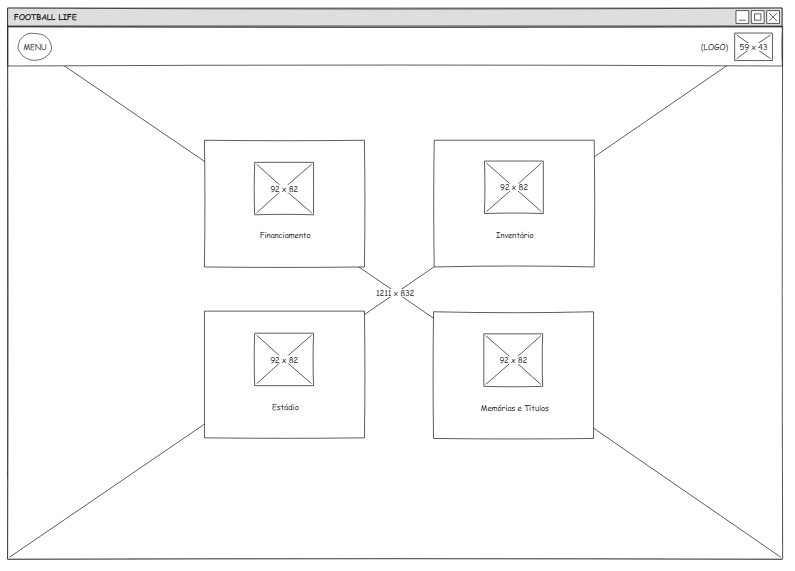 FOOTBALL LIFE
MENU
(LOGO) 59 x 43
92 x 82
92 x 82
Financiamento
Inventário
1211 x 832
92 x 82
92 x 82
Estádio
Memórias e Titulos